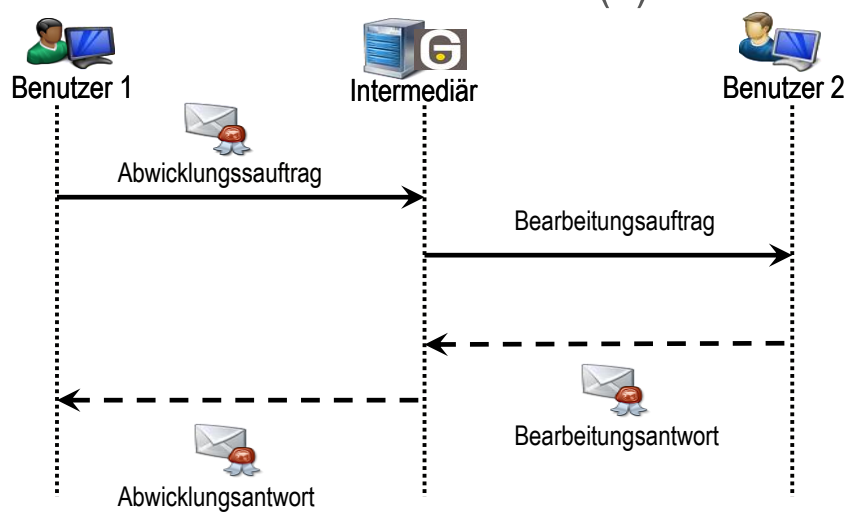 Benutzer 1
Intermediär
Benutzer 2
Abwicklungssauftrag
Bearbeitungsauftrag
Bearbeitungsantwort
Abwicklungsantwort